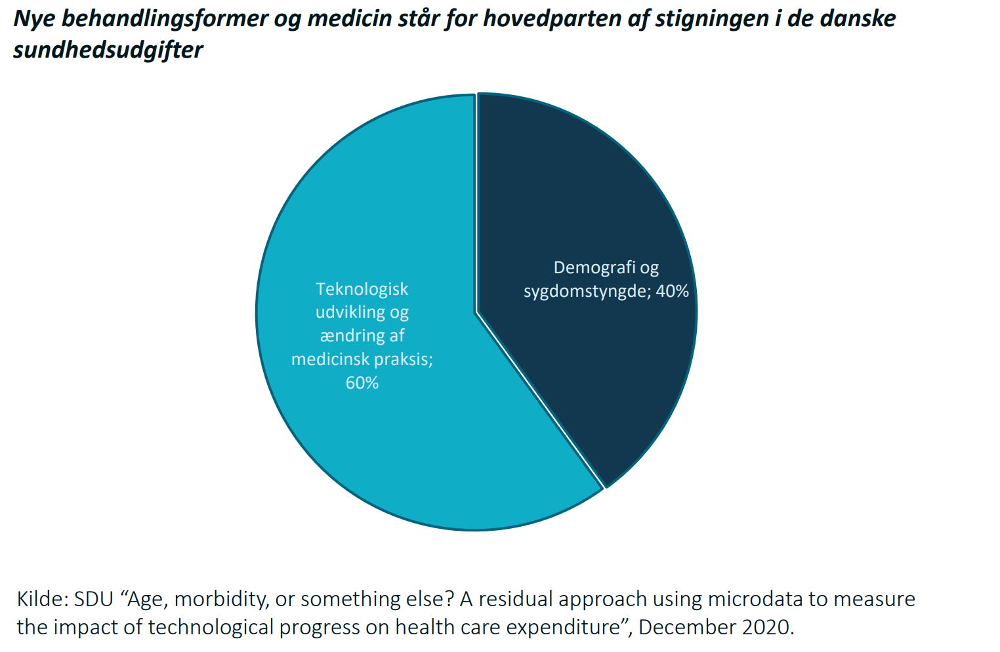 Nye behandlingsformer og medicin står for hovedparten af stigningen i de danske
sundhedsudgifter
Teknologisk
udvikling og
ændring af
medicinsk praksis;
60%
Demografi og
sygdomstyngde; 40%
Kilde: SDU “Age, morbidity, or something else? A residual approach using microdata to measure
the impact of technological progress on health care expenditure”, December 2020.